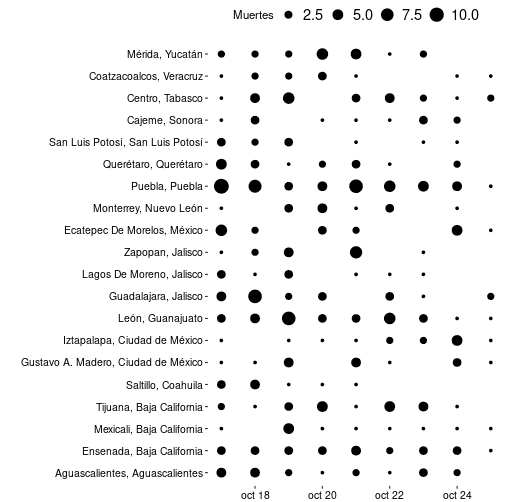 Muertes 2.5 5.0 7.5 10.0
Mérida, Yucatán
Coatzacoalcos, Veracruz
Centro, Tabasco
Cajeme, Sonora
San Luis Potosí, San Luis Potosí
Querétaro, Querétaro
Puebla, Puebla
Monterrey, Nuevo León
Ecatepec De Morelos, México
Zapopan, Jalisco
Lagos De Moreno, Jalisco
Guadalajara, Jalisco
León, Guanajuato
Iztapalapa, Ciudad de México
Gustavo A. Madero, Ciudad de México
Saltillo, Coahuila
Tijuana, Baja California
Mexicali, Baja California
Ensenada, Baja California
Aguascalientes, Aguascalientes
oct 18 oct 20 oct 22 oct 24